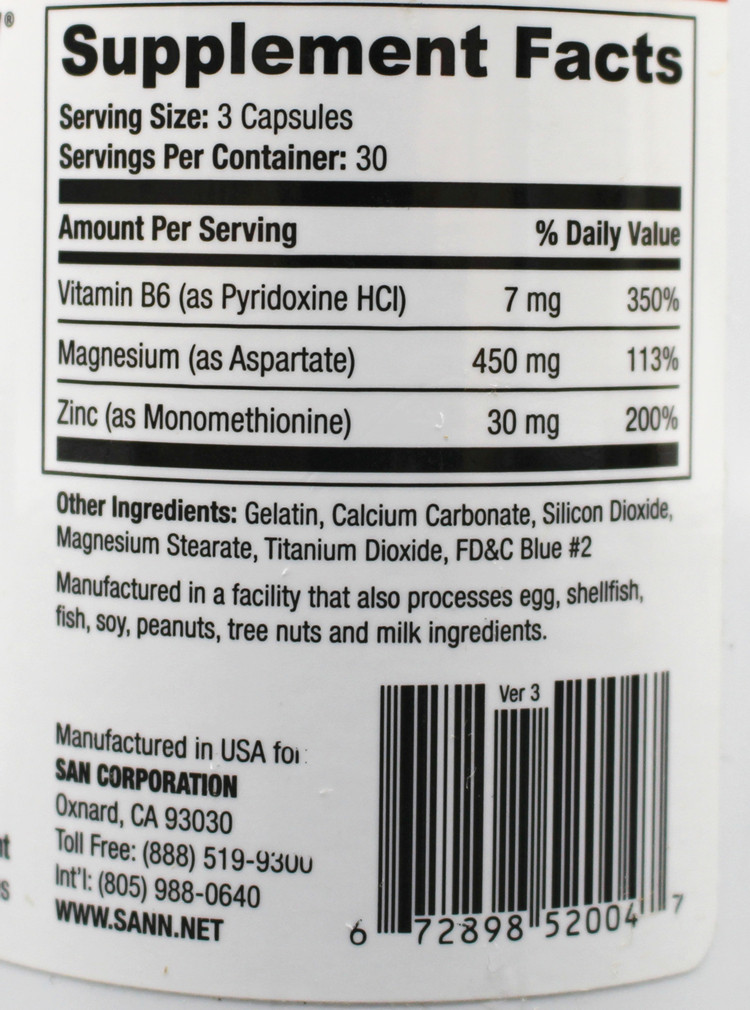 ®
Supplement Facts
Serving Size: 3 Capsules
Servings Per Container: 30
Amount Per Serving % Daily Value
Vitamin B6 (as Pyridoxine HCl) 7 mg 350%
Magnesium (as Aspartate) 450 mg 113%
Zinc (as Monomethionine) 30 mg 200%
Other Ingredients: Gelatin, Calcium Carbonate, Silicon Dioxide,
Magnesium Stearate, Titanium Dioxide, FD&C Blue #2
Manufactured in a facility that also processes egg, shellfish,
fish, soy, peanuts, tree nuts and milk ingredients.
Ver 3
Manufactured in USA for
SAN CORPORATION
Oxnard, CA 93030
Toll Free: (888) 519-9300
Int'l: (805) 988-0640
WWW.SANN.NET
6 72898 52004 7